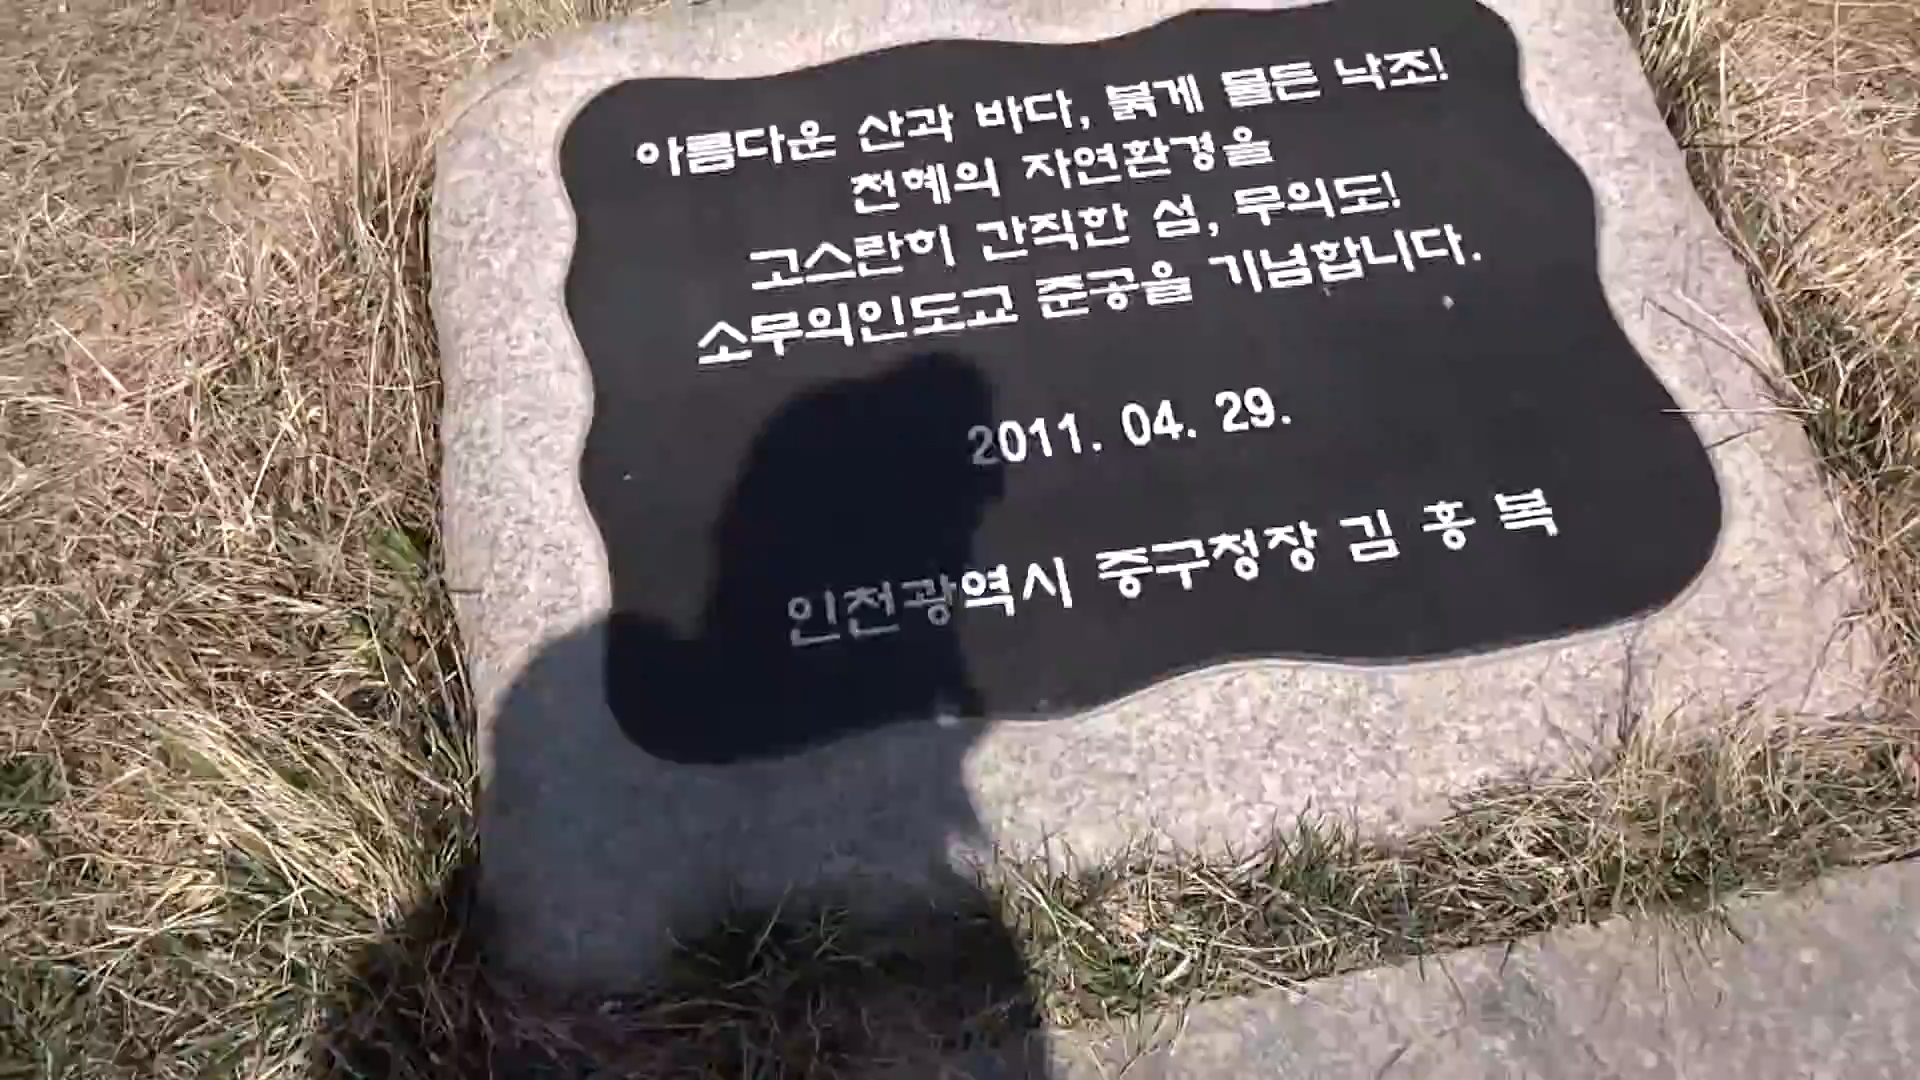 아름다운 산과 바다, 붉게 물든 낙조!
천혜의 자연환경을
고스란히 간직한 섬, 무의도!
소무의인도교 준공을 기념합니다.
2011. 04. 29.
인천광역시 중구청장 김 홍 복